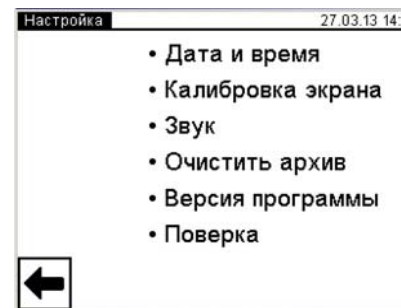 Настройка 27.03.13 14:
• Дата и время
• Калибровка экрана
• Звук
• Очистить архив
• Версия программы
• Поверка